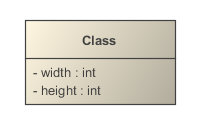 Class
- width : int
- height : int